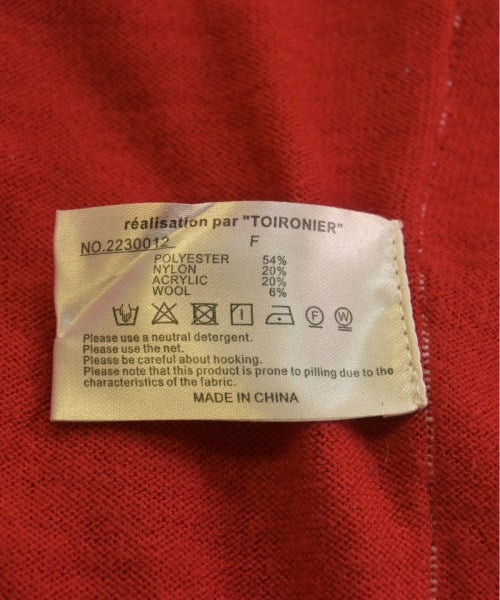 réalisation par "TOIRONIER"
NO.2230012 F
POLYESTER 54%
NYLON 20%
ACRYLIC 20%
WOOL 6%
F W
Please use a neutral detergent.
Please use the net.
Please be careful about hooking.
Please note that this product is prone to pilling due to the
characteristics of the fabric.
MADE IN CHINA